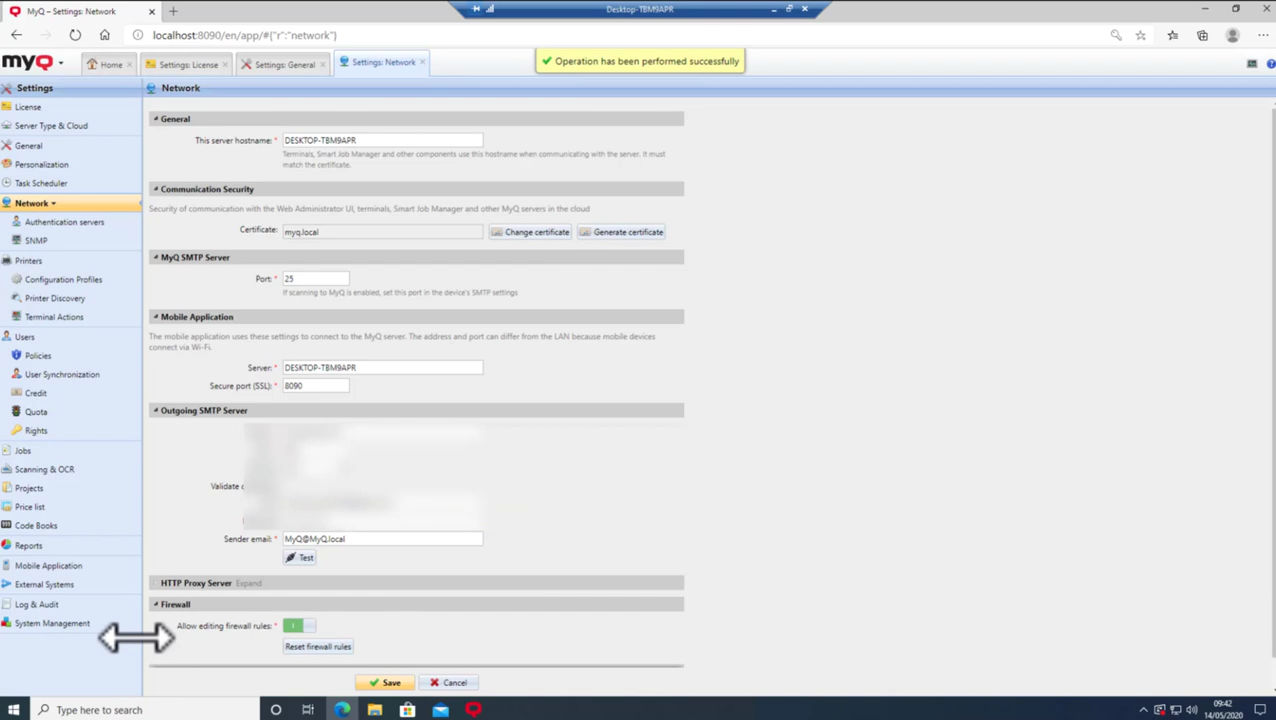 MyQ – Settings: Network
Desktop-TBM9APR
localhost:8090/en/app/#{"r":"network"}
myQ
Home
Settings: License
Settings: General
Settings: Network
Operation has been performed successfully
Settings
Network
License
Server Type & Cloud
General
Personalization
Task Scheduler
Network
Authentication servers
SNMP
Printers
Configuration Profiles
Printer Discovery
Terminal Actions
Users
Policies
User Synchronization
Credit
Quota
Rights
Jobs
Scanning & OCR
Projects
Price list
Code Books
Reports
Mobile Application
External Systems
Log & Audit
System Management
General
This server hostname: * DESKTOP-TBM9APR
Terminals, Smart Job Manager and other components use this hostname when communicating with the server. It must
match the certificate.
Communication Security
Security of communication with the Web Administrator UI, terminals, Smart Job Manager and other MyQ servers in the cloud
Certificate: myq.local Change certificate Generate certificate
MyQ SMTP Server
Port: * 25
If scanning to MyQ is enabled, set this port in the device's SMTP settings
Mobile Application
The mobile application uses these settings to connect to the MyQ server. The address and port can differ from the LAN because mobile devices
connect via Wi-Fi.
Server: * DESKTOP-TBM9APR
Secure port (SSL): * 8090
Outgoing SMTP Server
Validate
Sender email: * MyQ@MyQ.local
Test
HTTP Proxy Server Expand
Firewall
Allow editing firewall rules: *
Reset firewall rules
Save Cancel
Type here to search
09:42
14/05/2020